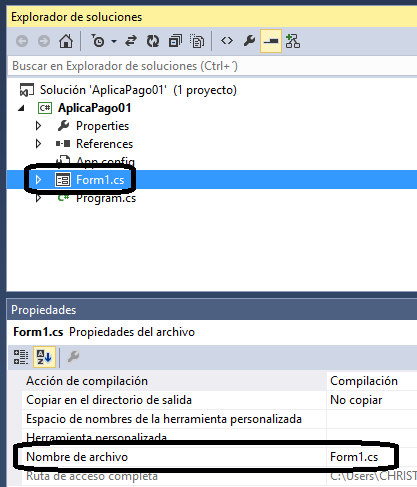 Explorador de soluciones
Buscar en Explorador de soluciones (Ctrl+´)
Solución 'AplicaPago01' (1 proyecto)
C# AplicaPago01
Properties
References
App.config
Form1.cs
C# Program.cs
Propiedades
Form1.cs Propiedades del archivo
Acción de compilación Compilación
Copiar en el directorio de salida No copiar
Espacio de nombres de la herramienta personalizada
Herramienta personalizada
Nombre de archivo Form1.cs
Ruta de acceso completa C:\Users\CHRIST